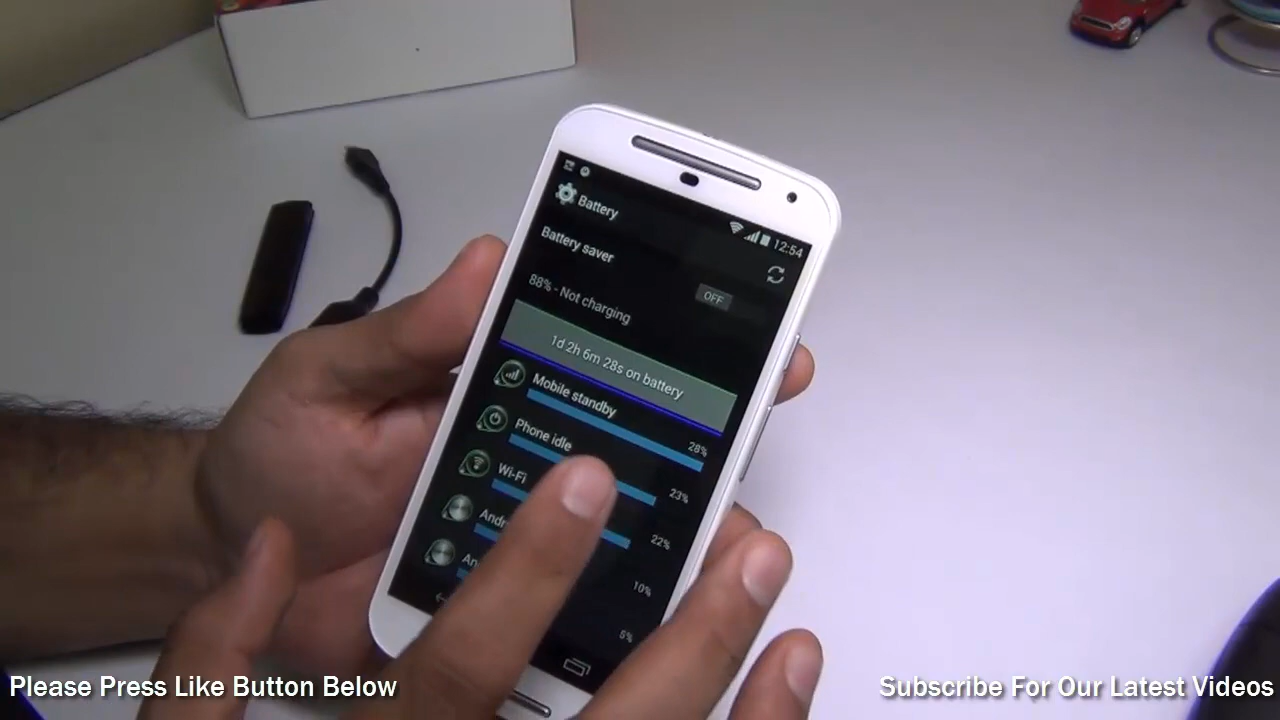 Battery
12:54
Battery saver
OFF
88% - Not charging
1d 2h 6m 28s on battery
Mobile standby
28%
Phone idle
23%
Wi-Fi
22%
10%
5%
Please Press Like Button Below
Subscribe For Our Latest Videos